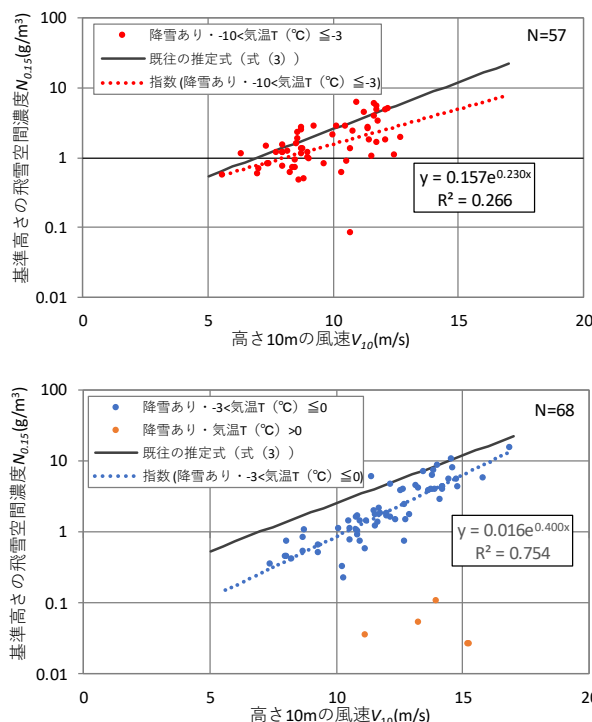 基準高さの飛雪空間濃度N0.15(g/m³)
100
10
1
0.1
0.01
降雪あり・-10<気温T（℃）≦-3
既往の推定式（式（3））
指数 (降雪あり・-10<気温T（℃）≦-3)
N=57
y = 0.157e^0.230x
R² = 0.266
0
5
10
15
20
高さ10mの風速V10(m/s)
基準高さの飛雪空間濃度N0.15(g/m³)
100
10
1
0.1
0.01
降雪あり・-3<気温T（℃）≦0
降雪あり・気温T（℃）>0
既往の推定式（式（3））
指数 (降雪あり・-3<気温T（℃）≦0)
N=68
y = 0.016e^0.400x
R² = 0.754
0
5
10
15
20
高さ10mの風速V10(m/s)